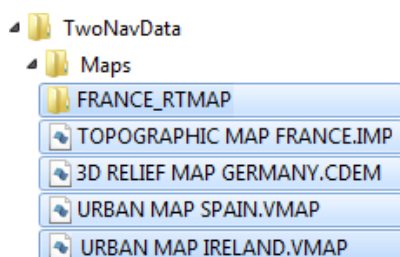 TwoNavData
Maps
FRANCE_RTMAP
TOPOGRAPHIC MAP FRANCE.IMP
3D RELIEF MAP GERMANY.CDEM
URBAN MAP SPAIN.VMAP
URBAN MAP IRELAND.VMAP